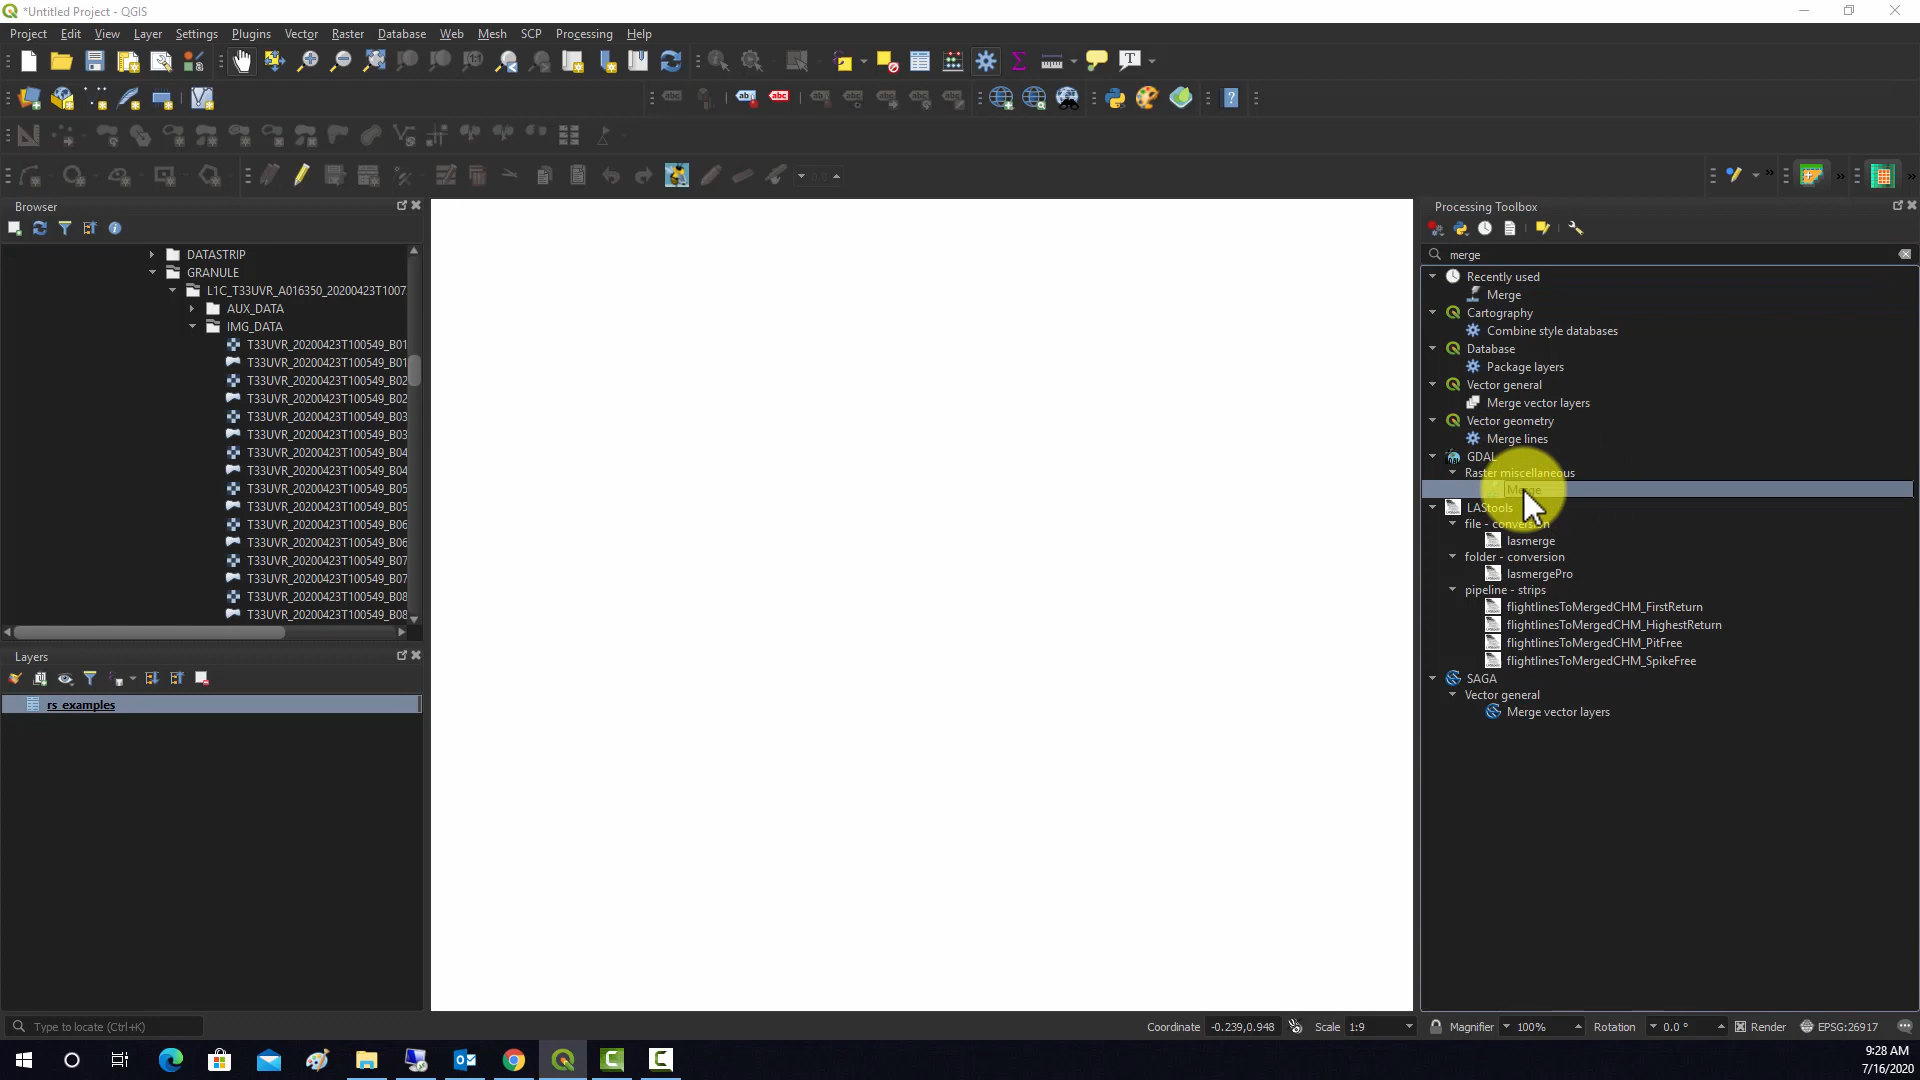 *Untitled Project - QGIS
Project Edit View Layer Settings Plugins Vector Raster Database Web Mesh SCP Processing Help
Browser
DATASTRIP
GRANULE
L1C_T33UVR_A016350_20200423T1007
AUX_DATA
IMG_DATA
T33UVR_20200423T100549_B01
T33UVR_20200423T100549_B01
T33UVR_20200423T100549_B02
T33UVR_20200423T100549_B02
T33UVR_20200423T100549_B03
T33UVR_20200423T100549_B03
T33UVR_20200423T100549_B04
T33UVR_20200423T100549_B04
T33UVR_20200423T100549_B05
T33UVR_20200423T100549_B05
T33UVR_20200423T100549_B06
T33UVR_20200423T100549_B06
T33UVR_20200423T100549_B07
T33UVR_20200423T100549_B07
T33UVR_20200423T100549_B08
T33UVR_20200423T100549_B08
Layers
rs_examples
Processing Toolbox
merge
Recently used
Merge
Cartography
Combine style databases
Database
Package layers
Vector general
Merge vector layers
Vector geometry
Merge lines
GDAL
Raster miscellaneous
Merge
LAStools
file - conversion
lasmerge
folder - conversion
lasmergePro
pipeline - strips
flightlinesToMergedCHM_FirstReturn
flightlinesToMergedCHM_HighestReturn
flightlinesToMergedCHM_PitFree
flightlinesToMergedCHM_SpikeFree
SAGA
Vector general
Merge vector layers
Type to locate (Ctrl+K)
Coordinate -0.239,0.948 Scale 1:9 Magnifier 100% Rotation 0.0 ° Render EPSG:26917
9:28 AM
7/16/2020